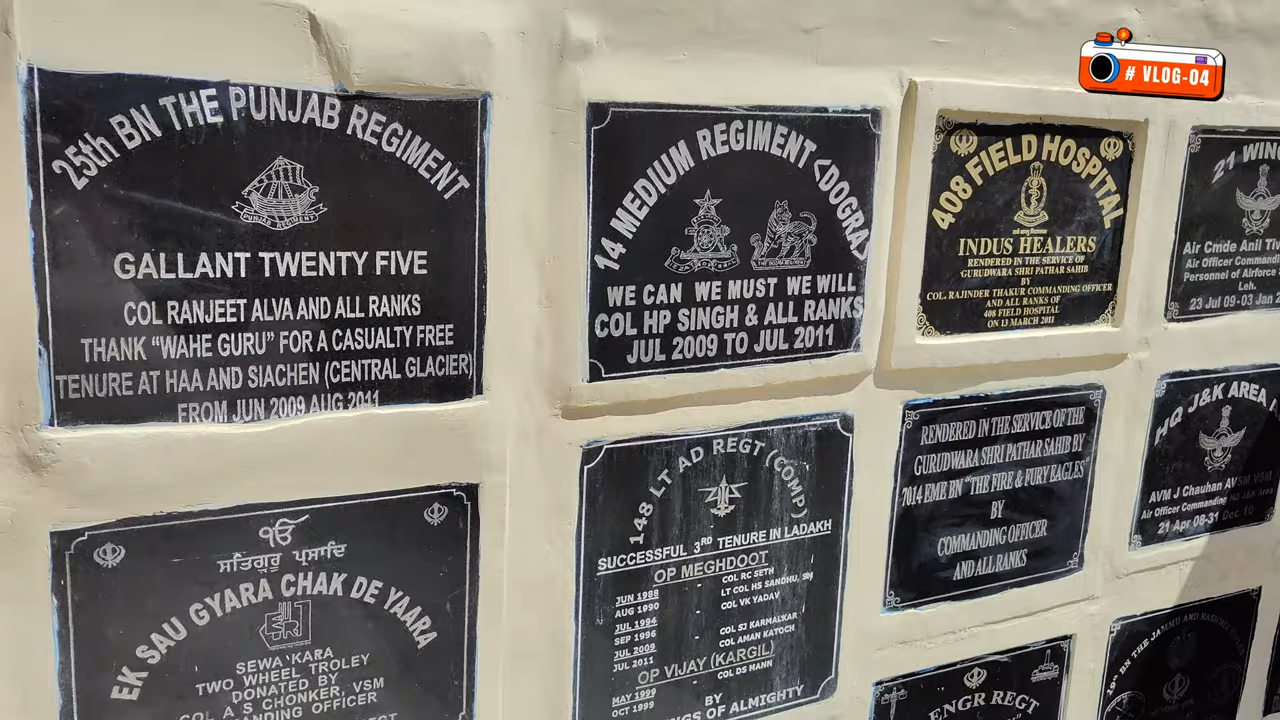 # VLOG-04
25th BN THE PUNJAB REGIMENT
PUNJAB REGIMENT
GALLANT TWENTY FIVE
COL RANJEET ALVA AND ALL RANKS
THANK "WAHE GURU" FOR A CASUALTY FREE
TENURE AT HAA AND SIACHEN (CENTRAL GLACIER)
FROM JUN 2009 AUG 2011
14 MEDIUM REGIMENT <DOGRA>
WE CAN WE MUST WE WILL
COL HP SINGH & ALL RANKS
JUL 2009 TO JUL 2011
408 FIELD HOSPITAL
INDUS HEALERS
RENDERED IN THE SERVICE OF
GURUDWARA SHRI PATHAR SAHIB
BY
COL. RAJINDER THAKUR COMMANDING OFFICER
AND ALL RANKS OF
408 FIELD HOSPITAL
ON 13 MARCH 2011
21 WING
Air Cmde Anil
Air Officer
Personnel of Airforce
Leh.
23 Jul 09-03 Jan
ੴ
ਸਤਿਗੁਰ ਪ੍ਰਸਾਦਿ
EK SAU GYARA CHAK DE YAARA
SEWA KARA
TWO WHEEL TROLEY
DONATED BY
COL A S CHONKER, VSM
OFFICER
148 LT AD REGT (COMP)
SUCCESSFUL 3RD TENURE IN LADAKH
OP MEGHDOOT
JUN 1988 - COL RC SETH
AUG 1990 LT COL HS SANDHU, SM
COL VK YADAV
JUL 1994 - COL SJ KARMALKAR
SEP 1996
JUL 2009 - COL AMAN KATOCH
JUL 2011
OP VIJAY (KARGIL)
MAY 1999 - COL DS MANN
OCT 1999
BY
OF ALMIGHTY
RENDERED IN THE SERVICE OF THE
GURUDWARA SHRI PATHAR SAHIB BY
7014 EME BN "THE FIRE & FURY EAGLES"
BY
COMMANDING OFFICER
AND ALL RANKS
HQ J&K AREA
AVM J Chauhan AVSM VSM
Air Officer Commanding HQ J&K Area
21 Apr 08-31 Dec 10
ENGR REGT
19th BN THE JAMMU AND KASHMIR